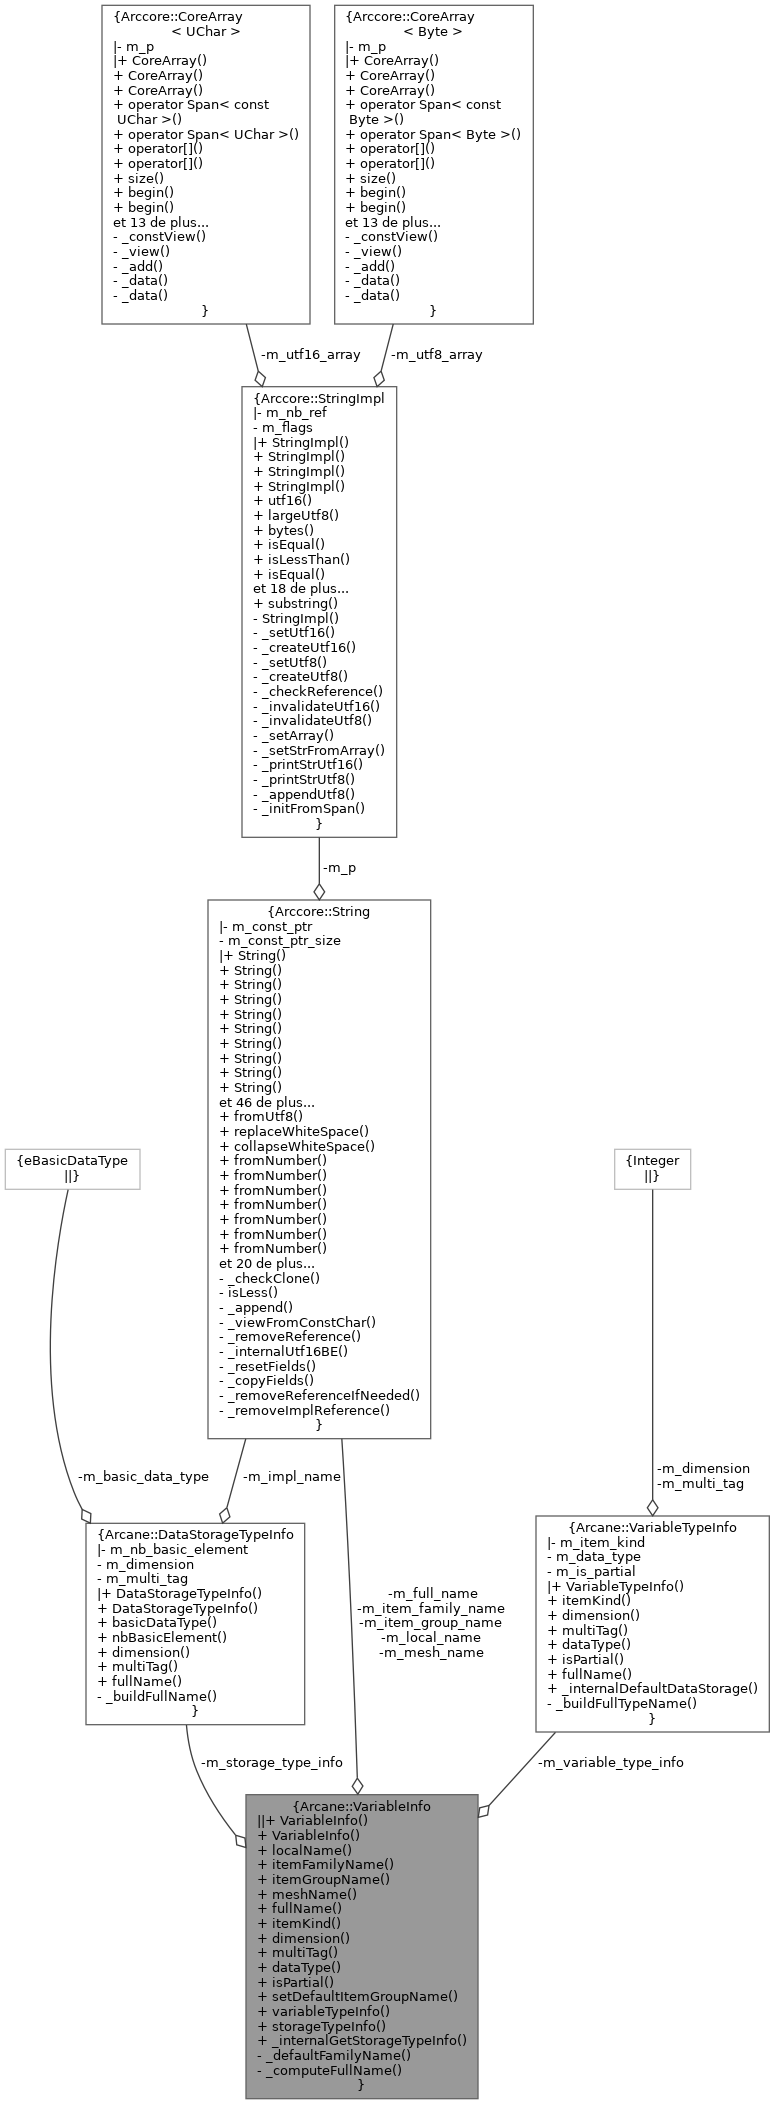 {Arccore::CoreArray
< UChar >
|- m_p
|+ CoreArray()
+ CoreArray()
+ CoreArray()
+ operator Span< const
UChar >()
+ operator Span< UChar >()
+ operator[]()
+ operator[]()
+ size()
+ begin()
+ begin()
et 13 de plus...
- _constView()
- _view()
- _add()
- _data()
- _data()
}
{Arccore::CoreArray
< Byte >
|- m_p
|+ CoreArray()
+ CoreArray()
+ CoreArray()
+ operator Span< const
Byte >()
+ operator Span< Byte >()
+ operator[]()
+ operator[]()
+ size()
+ begin()
+ begin()
et 13 de plus...
- _constView()
- _view()
- _add()
- _data()
- _data()
}
-m_utf16_array
-m_utf8_array
{Arccore::StringImpl
|- m_nb_ref
- m_flags
|+ StringImpl()
+ StringImpl()
+ StringImpl()
+ StringImpl()
+ utf16()
+ largeUtf8()
+ bytes()
+ isEqual()
+ isLessThan()
+ isEqual()
et 18 de plus...
+ substring()
- StringImpl()
- _setUtf16()
- _createUtf16()
- _setUtf8()
- _createUtf8()
- _checkReference()
- _invalidateUtf16()
- _invalidateUtf8()
- _setArray()
- _setStrFromArray()
- _printStrUtf16()
- _printStrUtf8()
- _appendUtf8()
- _initFromSpan()
}
-m_p
{Arccore::String
|- m_const_ptr
- m_const_ptr_size
|+ String()
+ String()
+ String()
+ String()
+ String()
+ String()
+ String()
+ String()
+ String()
+ String()
et 46 de plus...
+ fromUtf8()
+ replaceWhiteSpace()
+ collapseWhiteSpace()
+ fromNumber()
+ fromNumber()
+ fromNumber()
+ fromNumber()
+ fromNumber()
+ fromNumber()
+ fromNumber()
et 20 de plus...
- _checkClone()
- isLess()
- _append()
- _viewFromConstChar()
- _removeReference()
- _internalUtf16BE()
- _resetFields()
- _copyFields()
- _removeReferenceIfNeeded()
- _removeImplReference()
}
{eBasicDataType
||}
{Integer
||}
-m_basic_data_type
-m_impl_name
-m_dimension
-m_multi_tag
{Arcane::DataStorageTypeInfo
|- m_nb_basic_element
- m_dimension
- m_multi_tag
|+ DataStorageTypeInfo()
+ DataStorageTypeInfo()
+ basicDataType()
+ nbBasicElement()
+ dimension()
+ multiTag()
+ fullName()
- _buildFullName()
}
-m_full_name
-m_item_family_name
-m_item_group_name
-m_local_name
-m_mesh_name
{Arcane::VariableTypeInfo
|- m_item_kind
- m_data_type
- m_is_partial
|+ VariableTypeInfo()
+ itemKind()
+ dimension()
+ multiTag()
+ dataType()
+ isPartial()
+ fullName()
+ _internalDefaultDataStorage()
- _buildFullTypeName()
}
-m_storage_type_info
-m_variable_type_info
{Arcane::VariableInfo
||+ VariableInfo()
+ VariableInfo()
+ localName()
+ itemFamilyName()
+ itemGroupName()
+ meshName()
+ fullName()
+ itemKind()
+ dimension()
+ multiTag()
+ dataType()
+ isPartial()
+ setDefaultItemGroupName()
+ variableTypeInfo()
+ storageTypeInfo()
+ _internalGetStorageTypeInfo()
- _defaultFamilyName()
- _computeFullName()
}